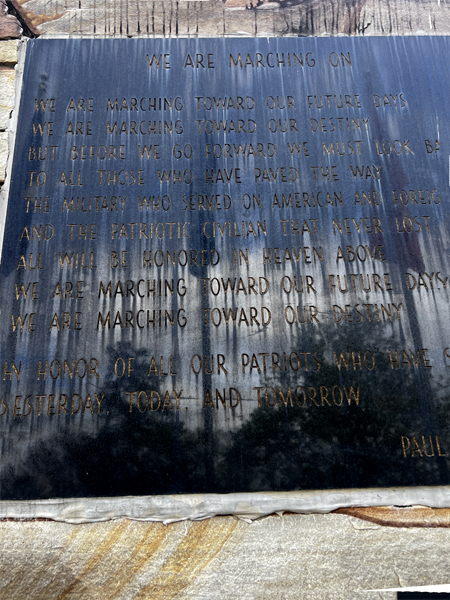 WE ARE MARCHING ON
WE ARE MARCHING TOWARD OUR FUTURE DAYS
WE ARE MARCHING TOWARD OUR DESTINY
BUT BEFORE WE GO FORWARD WE MUST LOOK BA
TO ALL THOSE WHO HAVE PAVED THE WAY
THE MILITARY WHO SERVED ON AMERICAN AND FOREIG
AND THE PATRIOTIC CIVILIAN THAT NEVER LOST
ALL WILL BE HONORED IN HEAVEN ABOVE
WE ARE MARCHING TOWARD OUR FUTURE DAYS
WE ARE MARCHING TOWARD OUR DESTINY
IN HONOR OF ALL OUR PATRIOTS WHO HAVE S
YESTERDAY, TODAY, AND TOMORROW.
PAUL